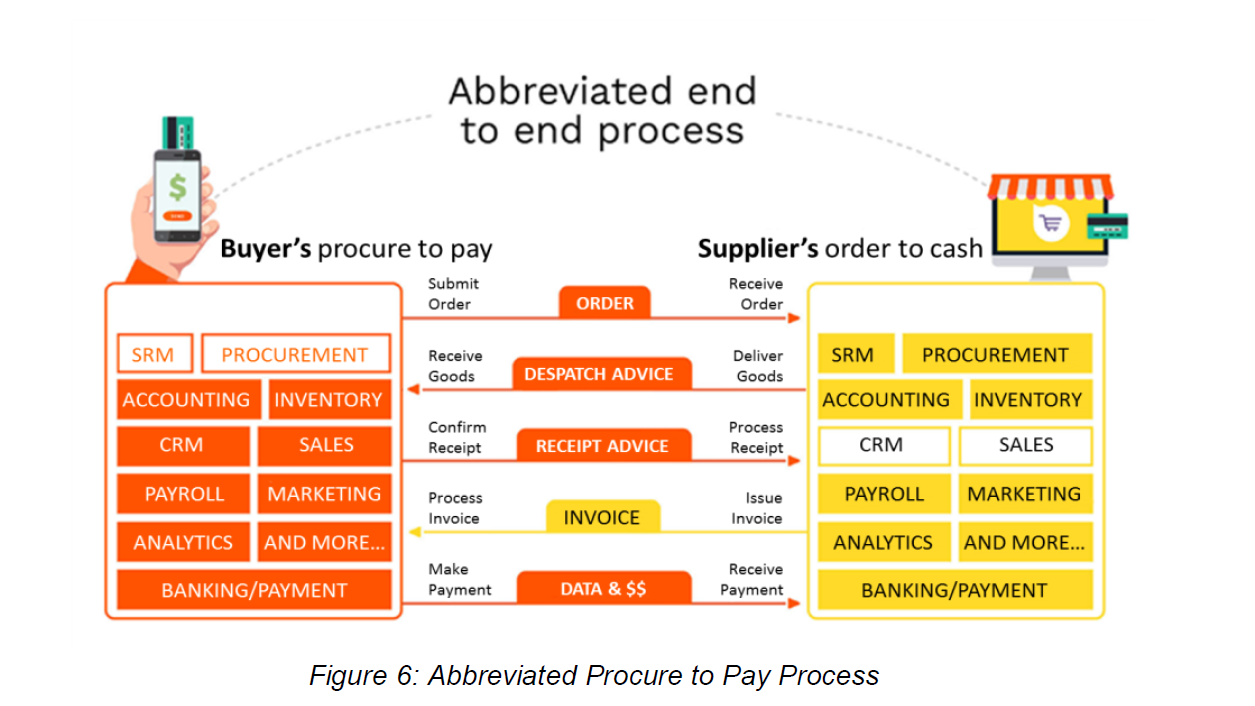 Abbreviated end
to end process
$
Buyer's procure to pay
Supplier's order to cash
SRM
PROCUREMENT
ACCOUNTING
INVENTORY
CRM
SALES
PAYROLL
MARKETING
ANALYTICS
AND MORE...
BANKING/PAYMENT
Submit
Order
ORDER
Receive
Order
Receive
Goods
DESPATCH ADVICE
Deliver
Goods
Confirm
Receipt
RECEIPT ADVICE
Process
Receipt
Process
Invoice
INVOICE
Issue
Invoice
Make
Payment
DATA & $$
Receive
Payment
SRM
PROCUREMENT
ACCOUNTING
INVENTORY
CRM
SALES
PAYROLL
MARKETING
ANALYTICS
AND MORE...
BANKING/PAYMENT
Figure 6: Abbreviated Procure to Pay Process